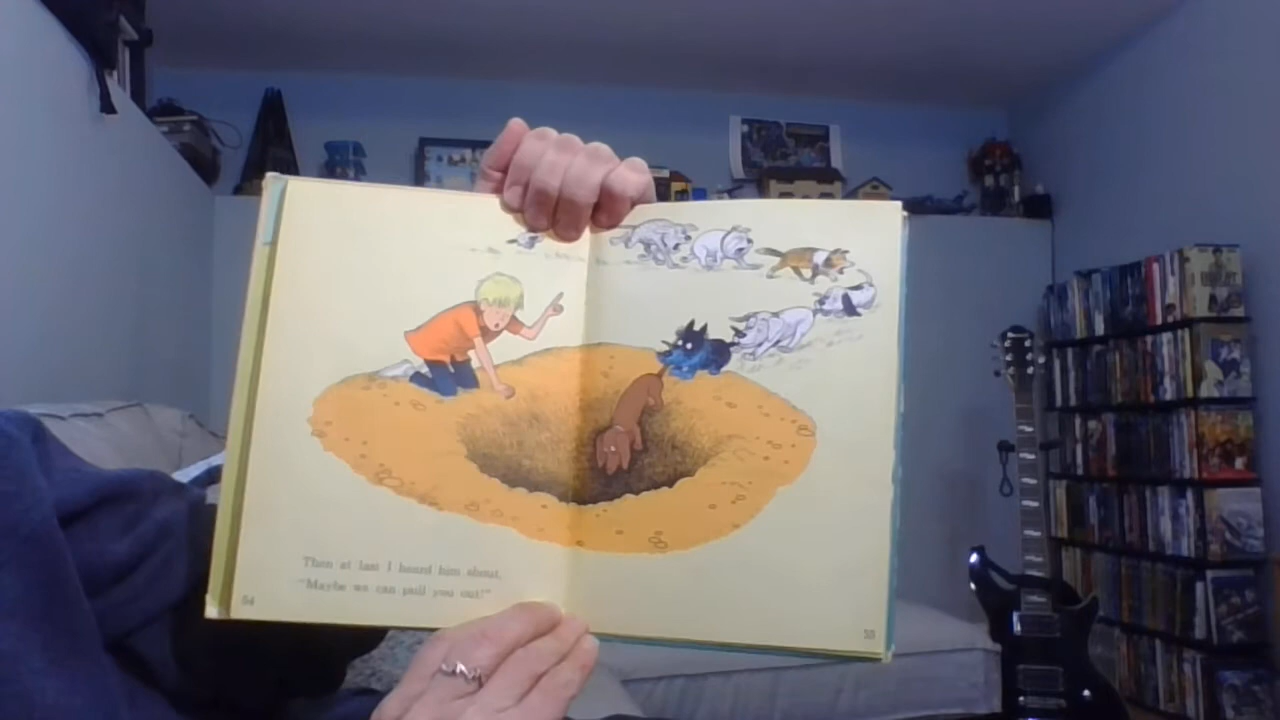 Then at last I heard him shout,
"Maybe we can pull you out!"
54
55